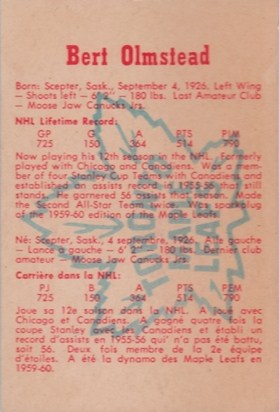 Bert Olmstead
Born: Scepter, Sask., September 4, 1926. Left Wing
— Shoots left — 6'2" — 180 lbs. Last Amateur Club
— Moose Jaw Canucks Jrs.
NHL Lifetime Record:
GP G A PTS PIM
725 150 364 514 790
Now playing his 12th season in the NHL. Formerly
played with Chicago and Canadiens. Was a mem-
ber of four Stanley Cup Teams with Canadiens and
established an assists record in 1955-56 that still
stands. He garnered 56 assists that season. Made
the Second All-Star Team twice. Was sparkplug
of the 1959-60 edition of the Maple Leafs.
Né: Scepter, Sask., 4 septembre, 1926. Aile gauche
— Lance à gauche — 6' 2" — 180 lbs. Dernier club
amateur — Moose Jaw Canucks Jrs.
Carrière dans la NHL:
PJ B A PTS PEM
725 150 364 514 790
Joue sa 12e saison dans la NHL. A joué avec
Chicago et Canadiens. A gagné quatre fois la
coupe Stanley avec les Canadiens et établi un
record d'assists en 1955-56 qui n'a pas été battu,
soit 56. Deux fois membre de la 2e équipe
d'étoiles. A été la dynamo des Maple Leafs en
1959-60.
TORONTO
MAPLE
LEAFS